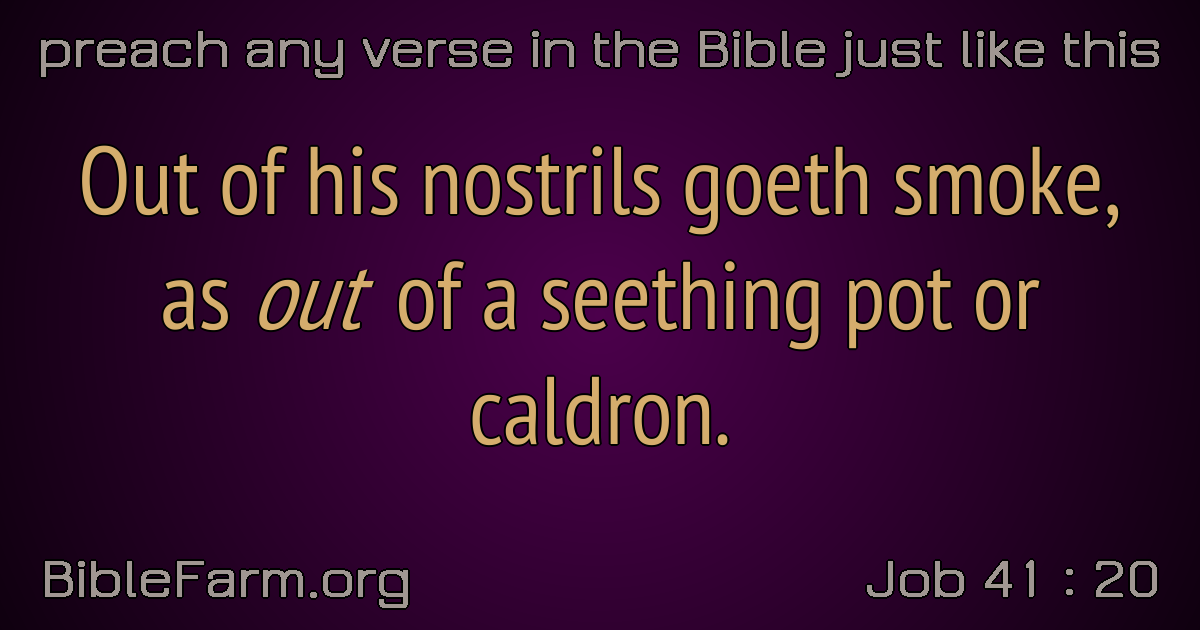 preach any verse in the Bible just like this
Out of his nostrils goeth smoke,
as out of a seething pot or
caldron.
BibleFarm.org
Job 41 : 20